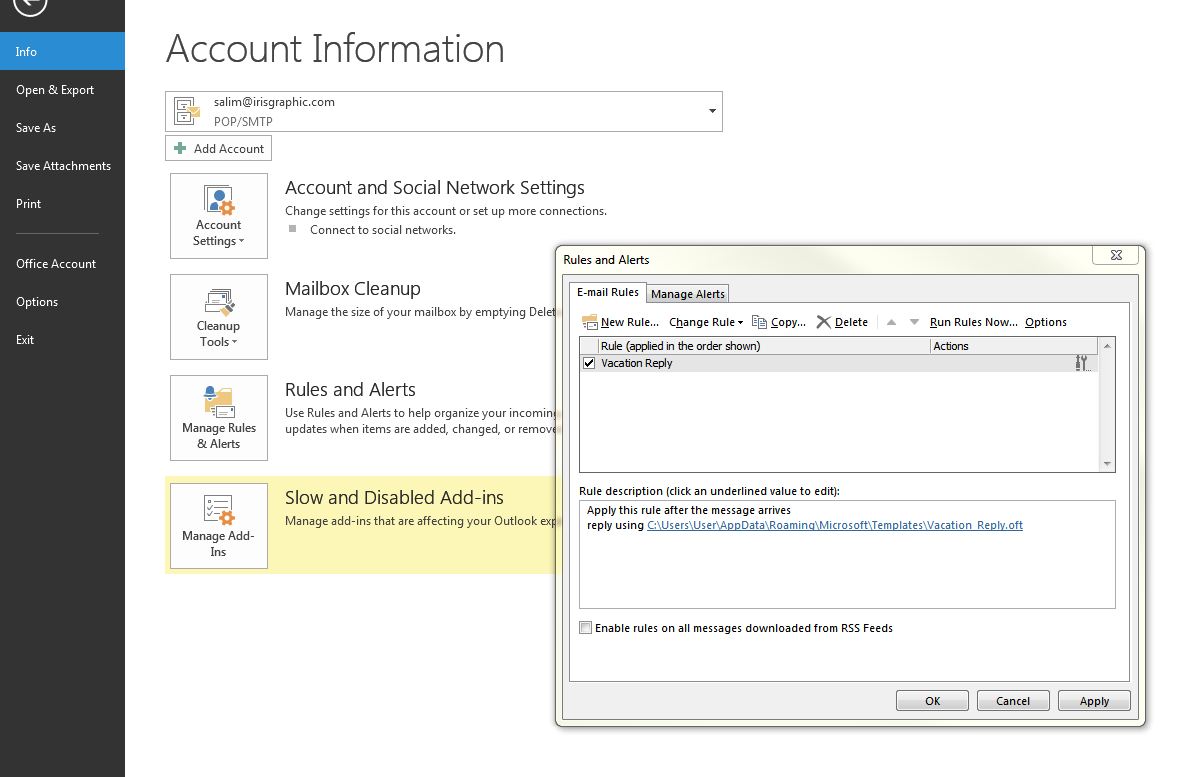 Info
Open & Export
Save As
Save Attachments
Print
Office Account
Options
Exit
Account Information
salim@irisgraphic.com
POP/SMTP
Add Account
Account
Settings
Account and Social Network Settings
Change settings for this account or set up more connections.
Connect to social networks.
Cleanup
Tools
Mailbox Cleanup
Manage the size of your mailbox by emptying Delet
Manage Rules
& Alerts
Rules and Alerts
Use Rules and Alerts to help organize your incoming
updates when items are added, changed, or remove
Manage Add-
Ins
Slow and Disabled Add-ins
Manage add-ins that are affecting your Outlook exp
Rules and Alerts
E-mail Rules
Manage Alerts
New Rule...
Change Rule
Copy...
Delete
Run Rules Now...
Options
Rule (applied in the order shown)
Actions
Vacation Reply
Rule description (click an underlined value to edit):
Apply this rule after the message arrives
reply using C:\Users\User\AppData\Roaming\Microsoft\Templates\Vacation_Reply.oft
Enable rules on all messages downloaded from RSS Feeds
OK
Cancel
Apply